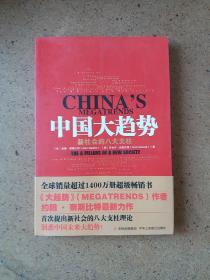 CHINA'S
MEGATRENDS
中国大趋势
新社会的八大支柱
THE 8 PILLARS OF A NEW SOCIETY
全球销量超过1400万册超级畅销书
《大趋势》(MEGATRENDS)作者
约翰·奈斯比特最新力作
首次提出新社会的八大支柱理论
洞悉中国未来大趋势！